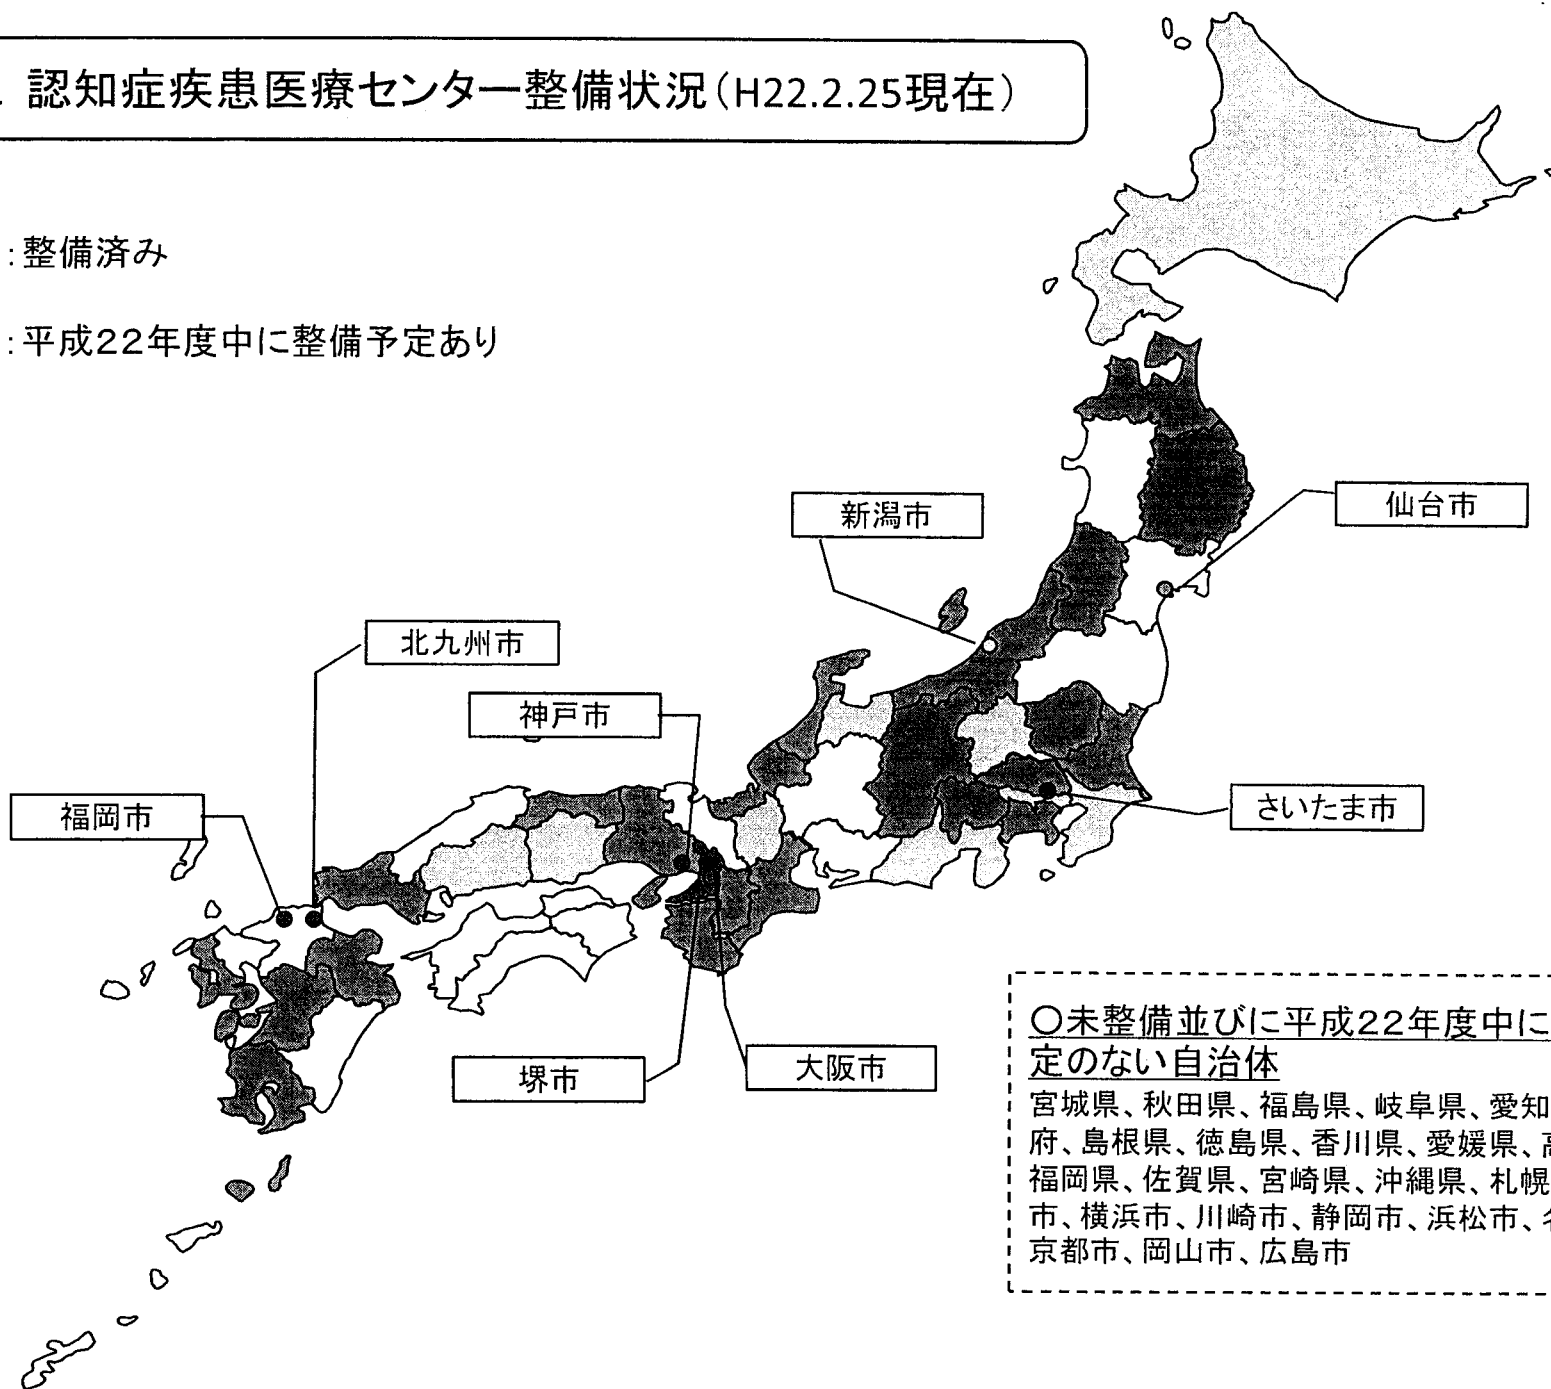 認知症疾患医療センター整備状況（H22.2.25現在）
：整備済み
：平成22年度中に整備予定あり
新潟市
仙台市
北九州市
神戸市
福岡市
さいたま市
堺市
大阪市
○未整備並びに平成22年度中に
定のない自治体
宮城県、秋田県、福島県、岐阜県、愛知
府、島根県、徳島県、香川県、愛媛県、高
福岡県、佐賀県、宮崎県、沖縄県、札幌
市、横浜市、川崎市、静岡市、浜松市、名
京都市、岡山市、広島市